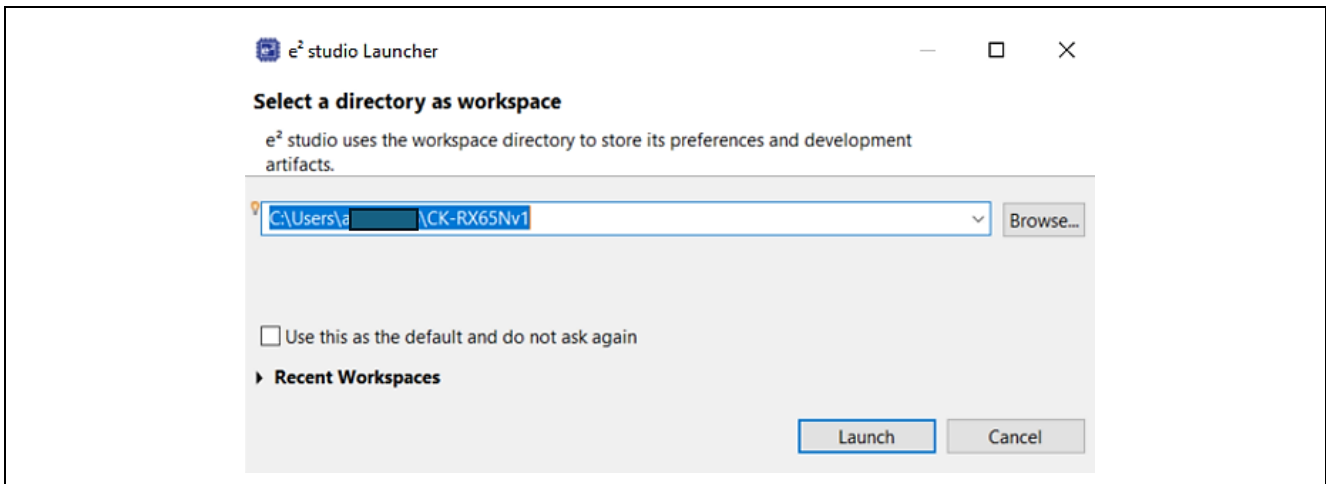 e² studio Launcher
Select a directory as workspace
e² studio uses the workspace directory to store its preferences and development
artifacts.
C:\Users\a \CK-RX65Nv1
Browse...
Use this as the default and do not ask again
Recent Workspaces
Launch
Cancel